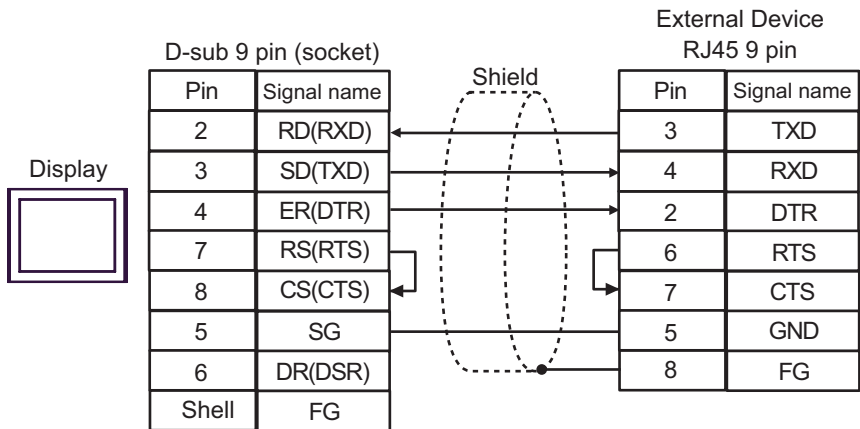 External Device
D-sub 9 pin (socket)
RJ45 9 pin
Shield
Pin Signal name
Pin Signal name
2 RD(RXD)
3 TXD
Display
3 SD(TXD)
4 RXD
4 ER(DTR)
2 DTR
7 RS(RTS)
6 RTS
8 CS(CTS)
7 CTS
5 SG
5 GND
6 DR(DSR)
8 FG
Shell FG